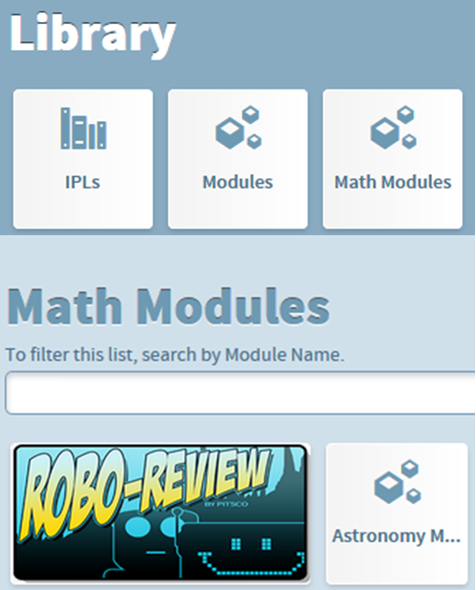 Library
IPLs
Modules
Math Modules
Math Modules
To filter this list, search by Module Name.
ROBO-REVIEW
BY PITSCO
Astronomy M...